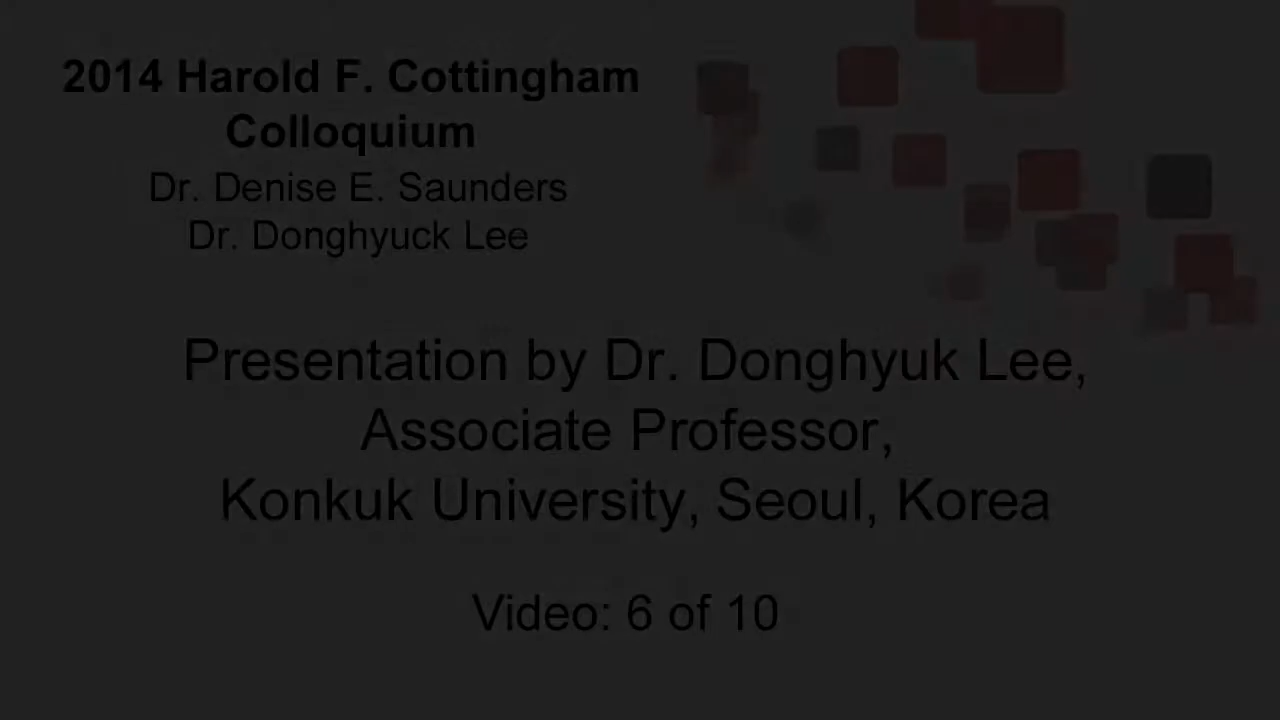 2014 Harold F. Cottingham
Colloquium
Dr. Denise E. Saunders
Dr. Donghyuck Lee
Presentation by Dr. Donghyuk Lee,
Associate Professor,
Konkuk University, Seoul, Korea
Video: 6 of 10